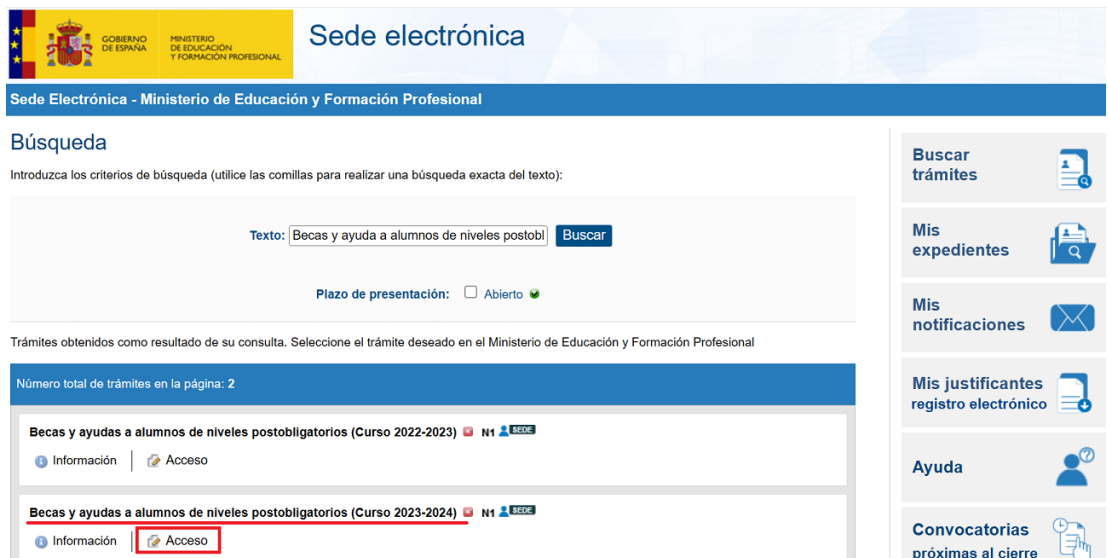 GOBIERNO
DE ESPAÑA
MINISTERIO
DE EDUCACIÓN
Y FORMACIÓN PROFESIONAL
Sede electrónica
Sede Electrónica - Ministerio de Educación y Formación Profesional
Búsqueda
Introduzca los criterios de búsqueda (utilice las comillas para realizar una búsqueda exacta del texto):
Texto: Becas y ayuda a alumnos de niveles postobl Buscar
Plazo de presentación: Abierto
Trámites obtenidos como resultado de su consulta. Seleccione el trámite deseado en el Ministerio de Educación y Formación Profesional
Número total de trámites en la página: 2
Becas y ayudas a alumnos de niveles postobligatorios (Curso 2022-2023) N1 SEDE
Información Acceso
Becas y ayudas a alumnos de niveles postobligatorios (Curso 2023-2024) N1 SEDE
Información Acceso
Buscar
trámites
Mis
expedientes
Mis
notificaciones
Mis justificantes
registro electrónico
Ayuda
Convocatorias
próximas al cierre